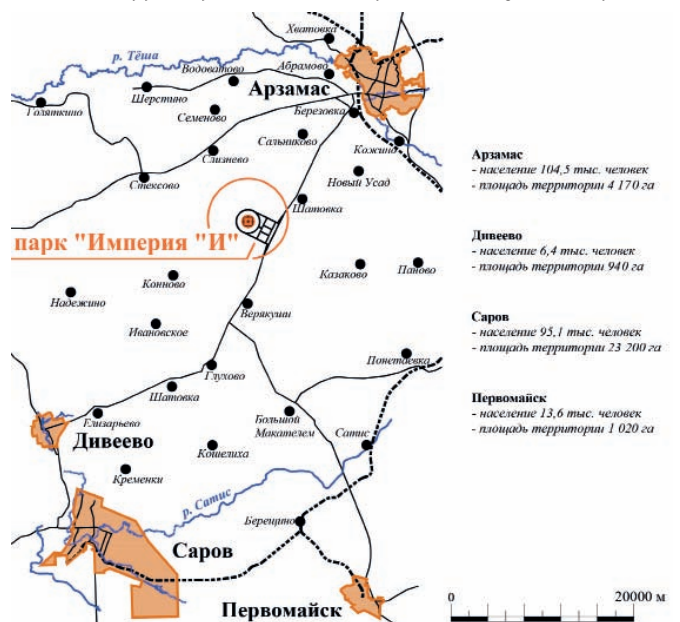 Хватовка
р. Тёша
Водоватово
Абрамово
Шерстино
Арзамас
Голяткино
Семеново
Березовка
Сальниково
Кожино
Слизнево
Стексово
Новый Усад
Шатовка
парк "Империя "И"
Казаково
Паново
Конново
Надежино
Верякуши
Ивановское
Понетаевка
Глухово
Шатовка
Елизарьево
Большой
Макателем
Сатис
Дивеево
Кошелиха
Кременки
р. Сатис
Берещино
Саров
Первомайск
Арзамас
- население 104,5 тыс. человек
- площадь территории 4 170 га
Дивеево
- население 6,4 тыс. человек
- площадь территории 940 га
Саров
- население 95,1 тыс. человек
- площадь территории 23 200 га
Первомайск
- население 13,6 тыс. человек
- площадь территории 1 020 га
0 20000 м